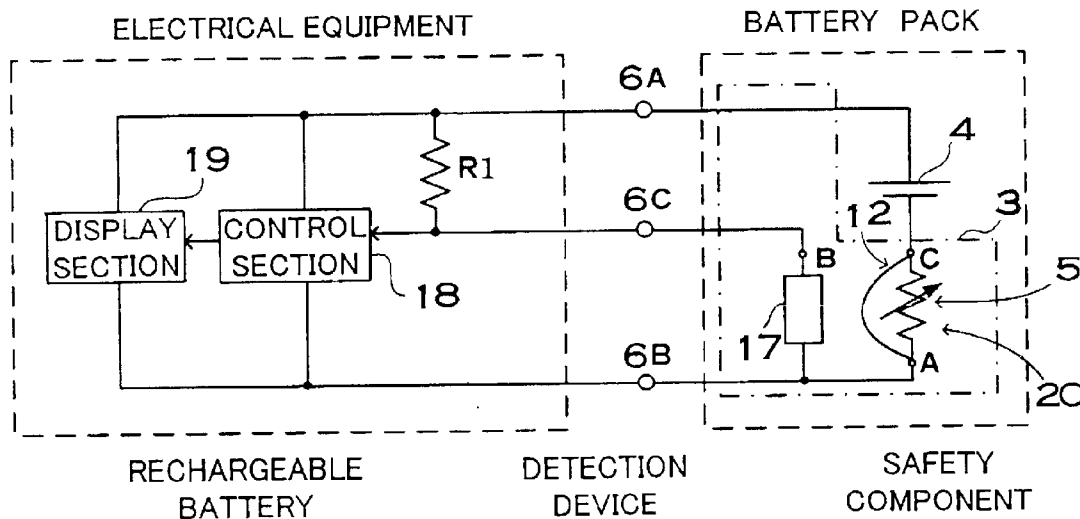 ELECTRICAL EQUIPMENT
BATTERY PACK
6A
4
R1
19
6C
12
3
DISPLAY
SECTION
CONTROL
SECTION
B
C
5
18
17
6B
A
20
RECHARGEABLE
BATTERY
DETECTION
DEVICE
SAFETY
COMPONENT